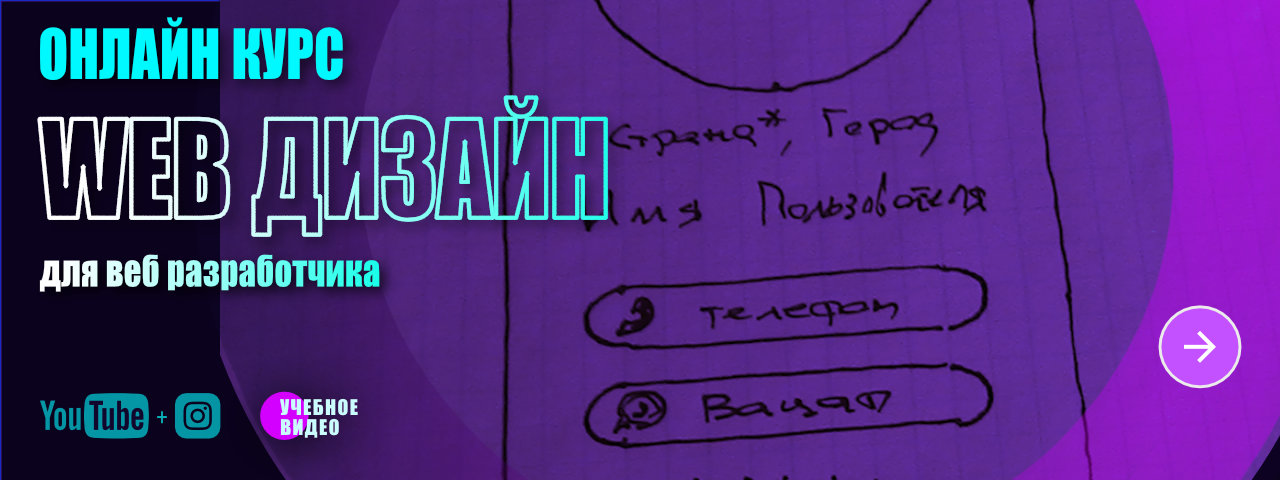 ОНЛАЙН КУРС
WEB ДИЗАЙН
для веб разработчика
Страна*, Город
Имя Пользователя
Телефон
Вацап
YouTube + 
УЧЕБНОЕ
ВИДЕО